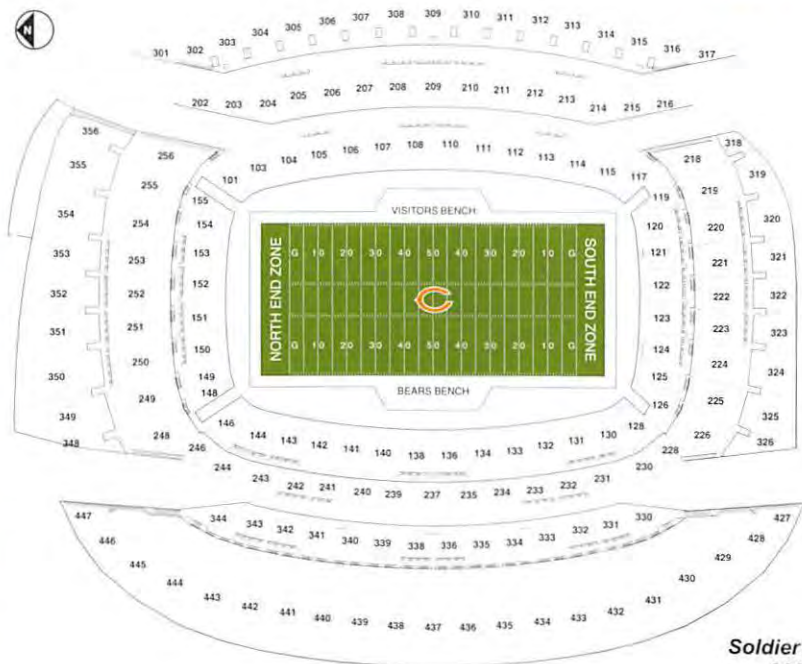 N
301 302 303 304 305 306 307 308 309 310 311 312 313 314 315 316 317
202 203 204 205 206 207 208 209 210 211 212 213 214 215 216
101 103 104 105 106 107 108 110 111 112 113 114 115 117
356 355 354 353 352 351 350 349 348
256 255 254 253 252 251 250 249 248
155 154 153 152 151 150 149 148
VISITORS BENCH
NORTH END ZONE
G 10 20 30 40 50 40 30 20 10 G
C
G 10 20 30 40 50 40 30 20 10 G
SOUTH END ZONE
BEARS BENCH
119 120 121 122 123 124 125 126
218 219 220 221 222 223 224 225 226
318 319 320 321 322 323 324 325 326
146 144 143 142 141 140 138 136 134 133 132 131 130 128
246 244 243 242 241 240 239 237 235 234 233 232 231 230 228
344 343 342 341 340 339 338 336 335 334 333 332 331 330
447 446 445 444 443 442 441 440 439 438 437 436 435 434 433 432 431 430 429 428 427
Soldier